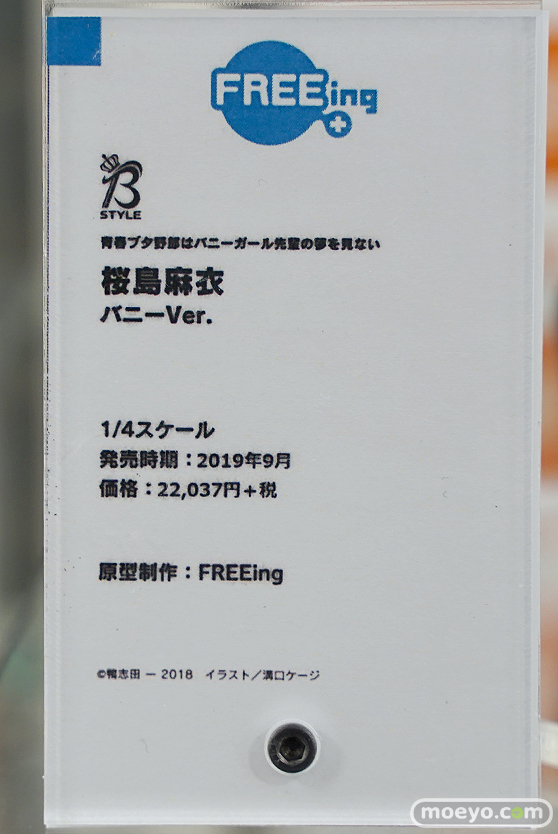 FREEing
B
STYLE
青春ブタ野郎はバニーガール先輩の夢を見ない
桜島麻衣
バニーVer.
1/4スケール
発売時期：2019年9月
価格：22,037円＋税
原型制作：FREEing
©鴨志田 一 2018 イラスト／溝口ケージ
moeyo.com